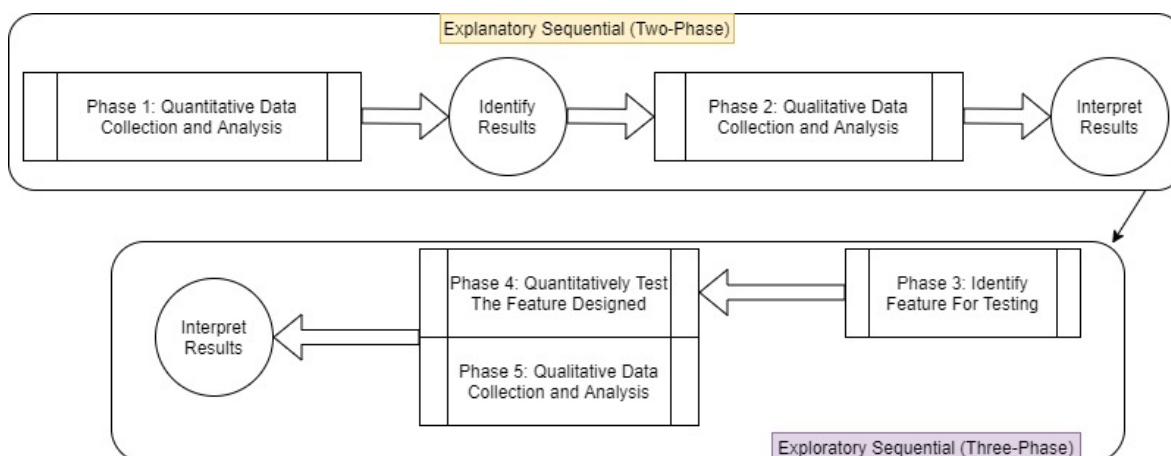 Explanatory Sequential (Two-Phase)
Phase 1: Quantitative Data
Collection and Analysis
Identify
Results
Phase 2: Qualitative Data
Collection and Analysis
Interpret
Results
Phase 3: Identify
Feature For Testing
Phase 4: Quantitatively Test
The Feature Designed
Phase 5: Qualitative Data
Collection and Analysis
Interpret
Results
Exploratory Sequential (Three-Phase)